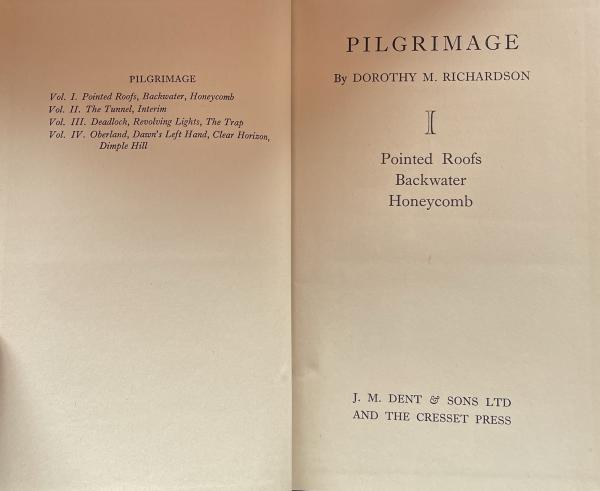 PILGRIMAGE
Vol. I. Pointed Roofs, Backwater, Honeycomb
Vol. II. The Tunnel, Interim
Vol. III. Deadlock, Revolving Lights, The Trap
Vol. IV. Oberland, Dawn's Left Hand, Clear Horizon,
Dimple Hill
PILGRIMAGE
By DOROTHY M. RICHARDSON
I
Pointed Roofs
Backwater
Honeycomb
J. M. DENT & SONS LTD
AND THE CRESSET PRESS